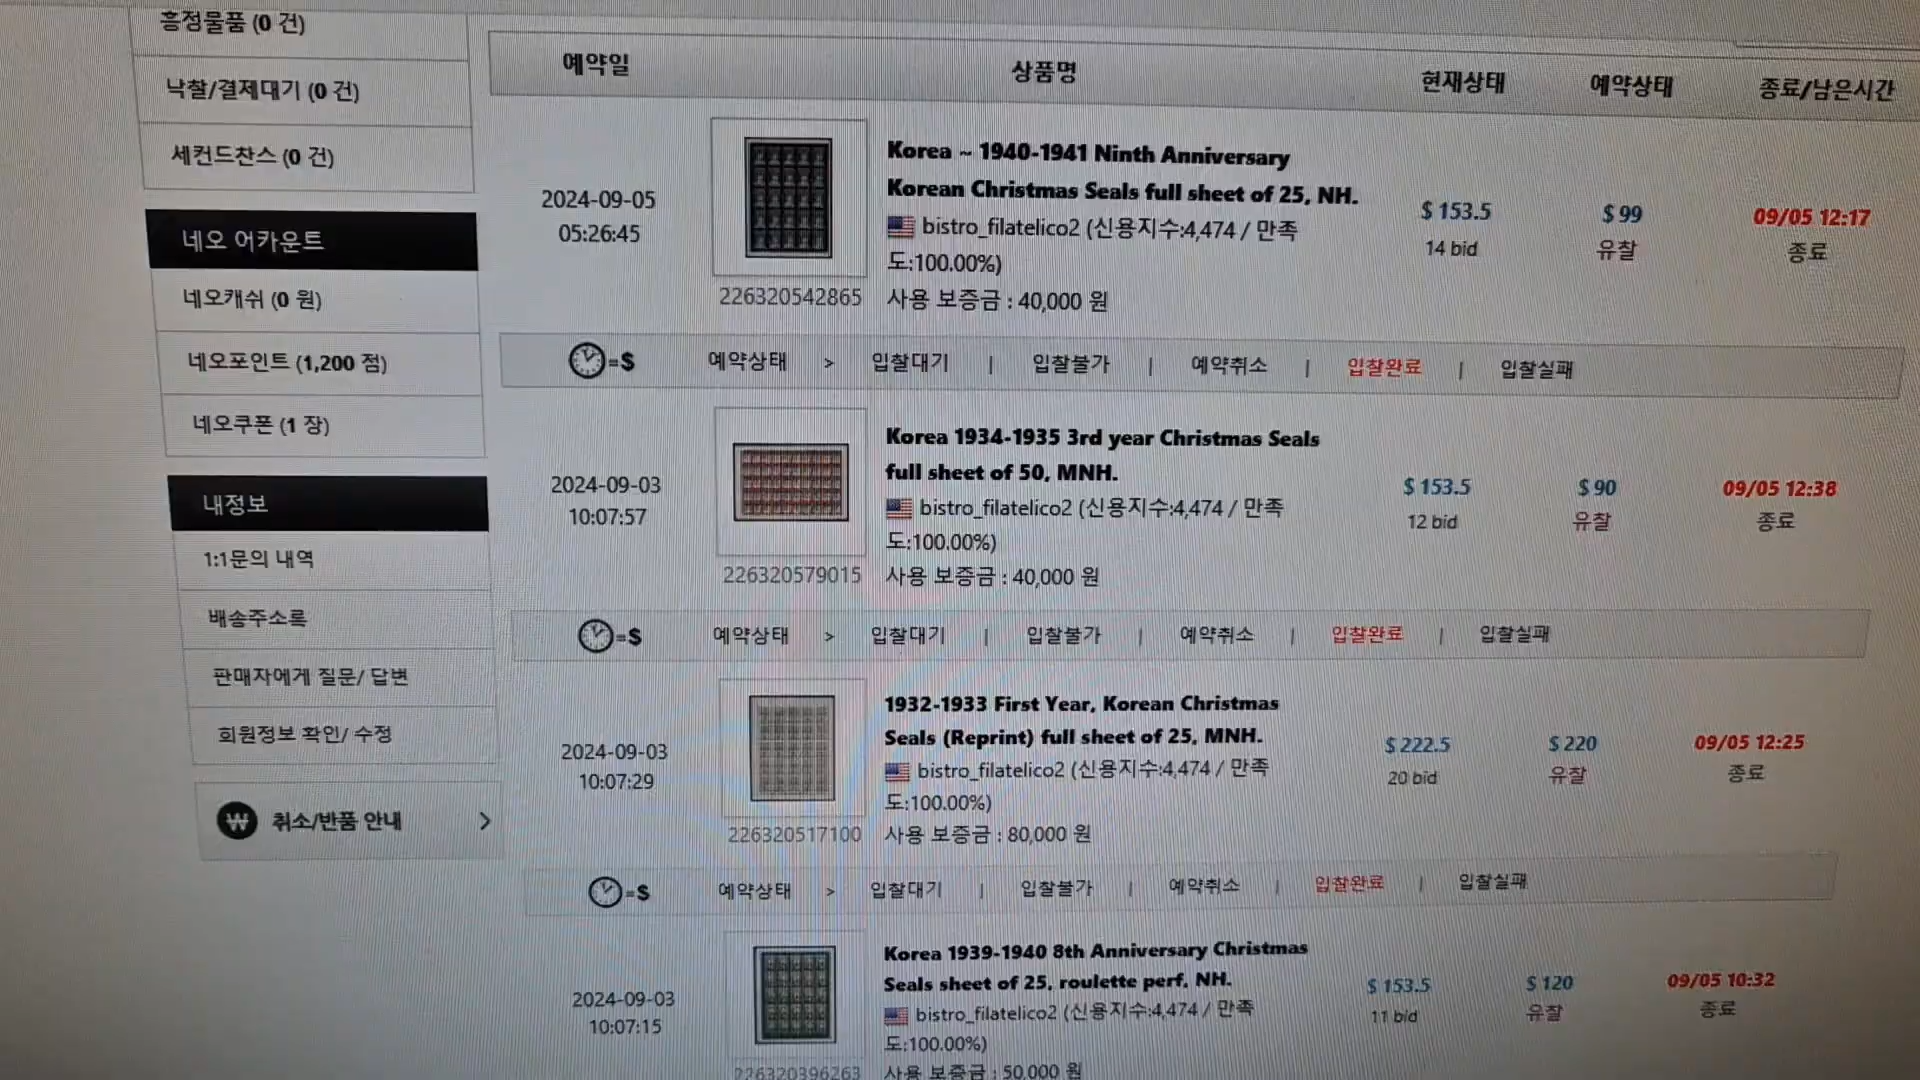 흥정물품 (0 건)
낙찰/결제대기 (0 건)
세컨드찬스 (0 건)
네오 어카운트
네오캐쉬 (0 원)
네오포인트 (1,200 점)
네오쿠폰 (1 장)
내정보
1:1문의 내역
배송주소록
판매자에게 질문/ 답변
회원정보 확인/ 수정
₩ 취소/반품 안내 >
예약일 상품명 현재상태 예약상태 종료/남은시간
2024-09-05
05:26:45
226320542865
Korea ~ 1940-1941 Ninth Anniversary
Korean Christmas Seals full sheet of 25, NH.
bistro_filatelico2 (신용지수:4,474 / 만족
도:100.00%)
사용 보증금 : 40,000 원
$ 153.5
14 bid
$ 99
유찰
09/05 12:17
종료
=$ 예약상태 > 입찰대기 | 입찰불가 | 예약취소 | 입찰완료 | 입찰실패
2024-09-03
10:07:57
226320579015
Korea 1934-1935 3rd year Christmas Seals
full sheet of 50, MNH.
bistro_filatelico2 (신용지수:4,474 / 만족
도:100.00%)
사용 보증금 : 40,000 원
$ 153.5
12 bid
$ 90
유찰
09/05 12:38
종료
=$ 예약상태 > 입찰대기 | 입찰불가 | 예약취소 | 입찰완료 | 입찰실패
2024-09-03
10:07:29
226320517100
1932-1933 First Year, Korean Christmas
Seals (Reprint) full sheet of 25, MNH.
bistro_filatelico2 (신용지수:4,474 / 만족
도:100.00%)
사용 보증금 : 80,000 원
$ 222.5
20 bid
$ 220
유찰
09/05 12:25
종료
=$ 예약상태 > 입찰대기 | 입찰불가 | 예약취소 | 입찰완료 | 입찰실패
2024-09-03
10:07:15
226320396263
Korea 1939-1940 8th Anniversary Christmas
Seals sheet of 25, roulette perf, NH.
bistro_filatelico2 (신용지수:4,474 / 만족
도:100.00%)
사용 보증금 : 50,000 원
$ 153.5
11 bid
$ 120
유찰
09/05 10:32
종료